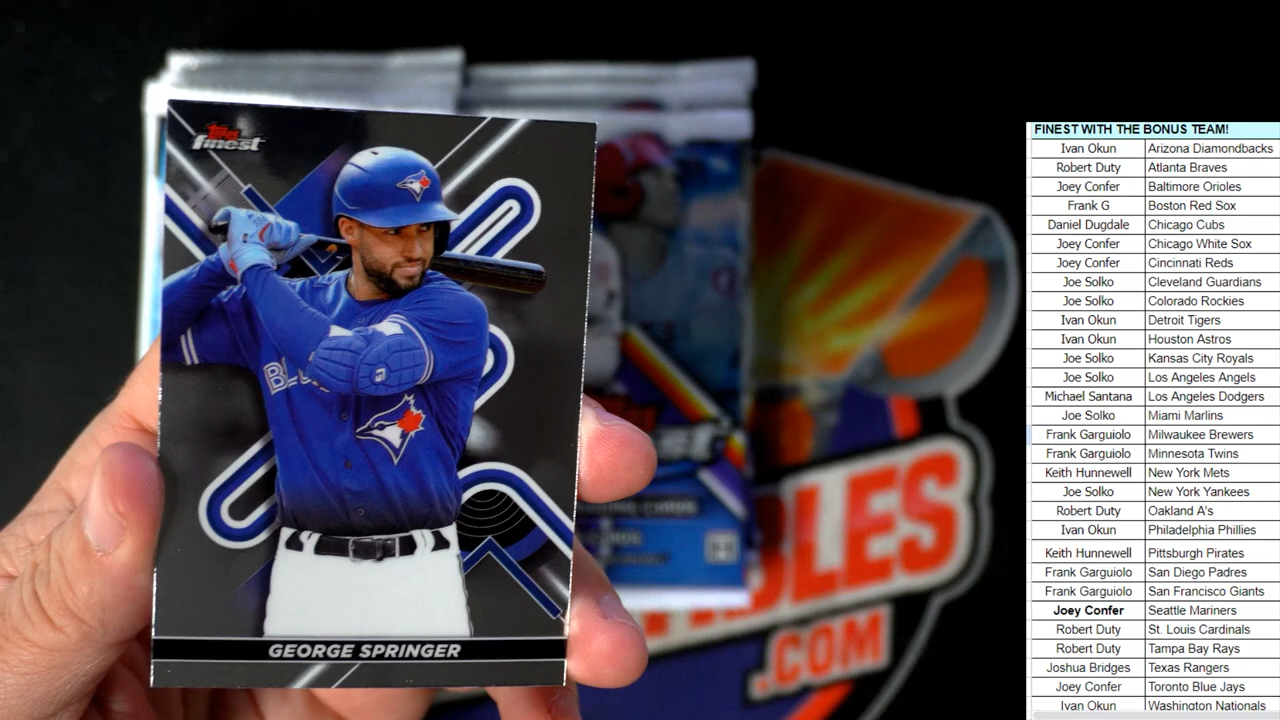 Topps
finest
BLU
GEORGE SPRINGER
BLES
.COM
FINEST WITH THE BONUS TEAM!
Ivan Okun Arizona Diamondbacks
Robert Duty Atlanta Braves
Joey Confer Baltimore Orioles
Frank G Boston Red Sox
Daniel Dugdale Chicago Cubs
Joey Confer Chicago White Sox
Joey Confer Cincinnati Reds
Joe Solko Cleveland Guardians
Joe Solko Colorado Rockies
Ivan Okun Detroit Tigers
Ivan Okun Houston Astros
Joe Solko Kansas City Royals
Joe Solko Los Angeles Angels
Michael Santana Los Angeles Dodgers
Joe Solko Miami Marlins
Frank Garguiolo Milwaukee Brewers
Frank Garguiolo Minnesota Twins
Keith Hunnewell New York Mets
Joe Solko New York Yankees
Robert Duty Oakland A's
Ivan Okun Philadelphia Phillies
Keith Hunnewell Pittsburgh Pirates
Frank Garguiolo San Diego Padres
Frank Garguiolo San Francisco Giants
Joey Confer Seattle Mariners
Robert Duty St. Louis Cardinals
Robert Duty Tampa Bay Rays
Joshua Bridges Texas Rangers
Joey Confer Toronto Blue Jays
Ivan Okun Washington Nationals